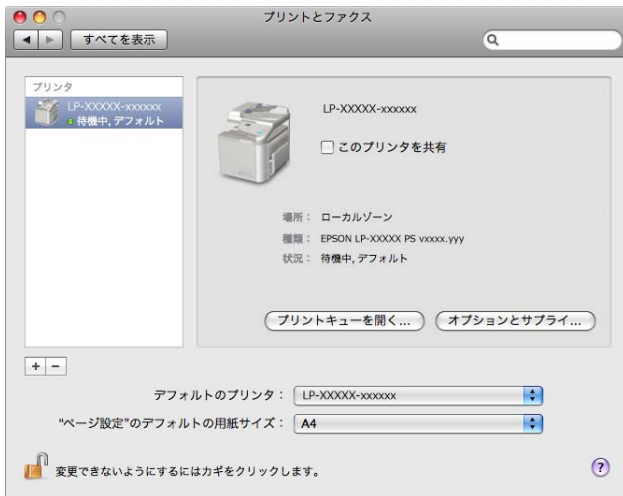 プリントとファクス
すべてを表示
プリンタ
LP-XXXXX-xxxxxx
待機中, デフォルト
LP-XXXXX-xxxxxx
このプリンタを共有
場所： ローカルゾーン
種類： EPSON LP-XXXXX PS vxxxx.yyy
状況： 待機中, デフォルト
プリントキューを開く... オプションとサプライ...
+ −
デフォルトのプリンタ： LP-XXXXX-xxxxxx
"ページ設定"のデフォルトの用紙サイズ： A4
変更できないようにするにはカギをクリックします。 ?